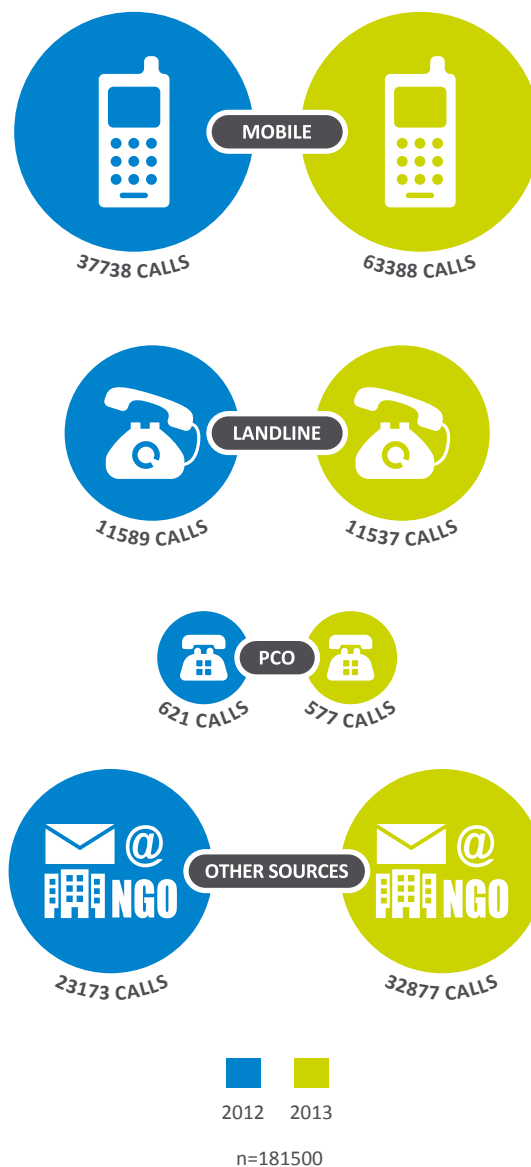 MOBILE
37738 CALLS
63388 CALLS
LANDLINE
11589 CALLS
11537 CALLS
PCO
621 CALLS
577 CALLS
@
NGO
@
NGO
OTHER SOURCES
23173 CALLS
32877 CALLS
2012
2013
n=181500